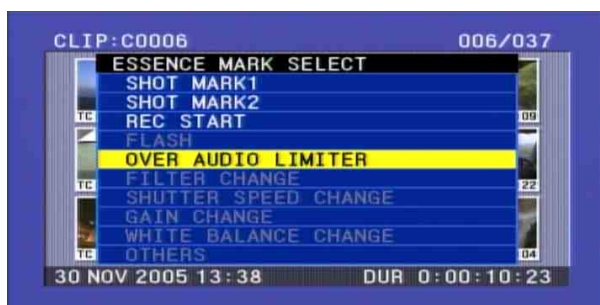 CLIP:C0006 006/037
ESSENCE MARK SELECT
SHOT MARK1
SHOT MARK2
TC REC START 09
FLASH
OVER AUDIO LIMITER
TC FILTER CHANGE 22
SHUTTER SPEED CHANGE
GAIN CHANGE
WHITE BALANCE CHANGE
TC OTHERS 04
30 NOV 2005 13:38 DUR 0:00:10:23